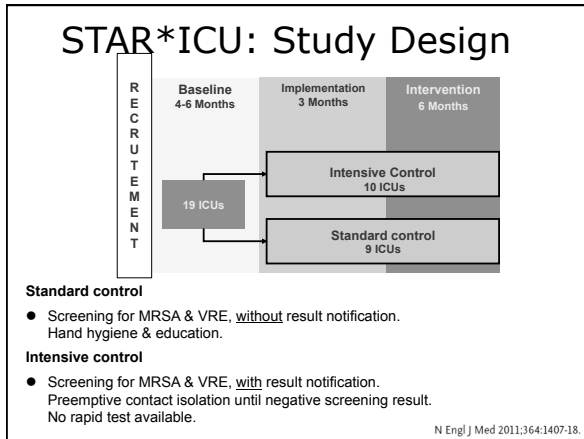 STAR*ICU: Study Design
RECRUTEMENT
Baseline
4-6 Months
Implementation
3 Months
Intervention
6 Months
19 ICUs
Intensive Control
10 ICUs
Standard control
9 ICUs
Standard control
● Screening for MRSA & VRE, without result notification.
Hand hygiene & education.
Intensive control
● Screening for MRSA & VRE, with result notification.
Preemptive contact isolation until negative screening result.
No rapid test available.
N Engl J Med 2011;364:1407-18.